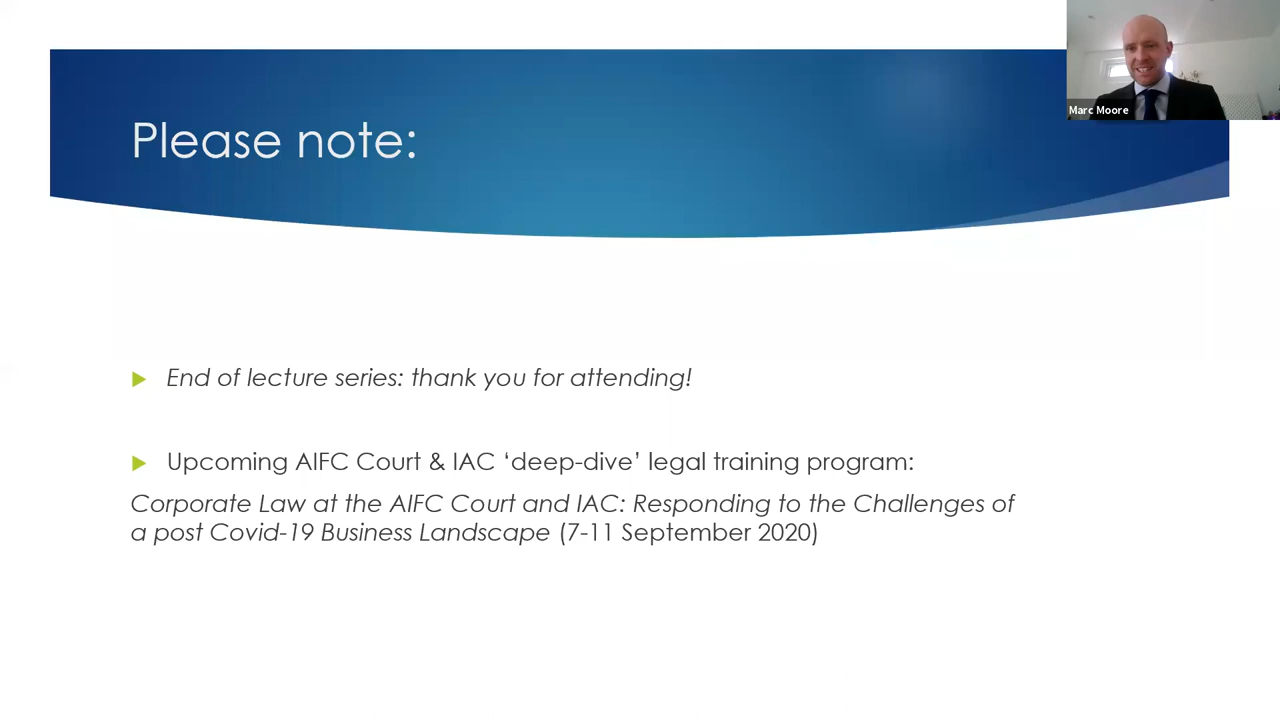 Marc Moore
Please note:
End of lecture series: thank you for attending!
Upcoming AIFC Court & IAC ‘deep-dive’ legal training program:
Corporate Law at the AIFC Court and IAC: Responding to the Challenges of
a post Covid-19 Business Landscape (7-11 September 2020)